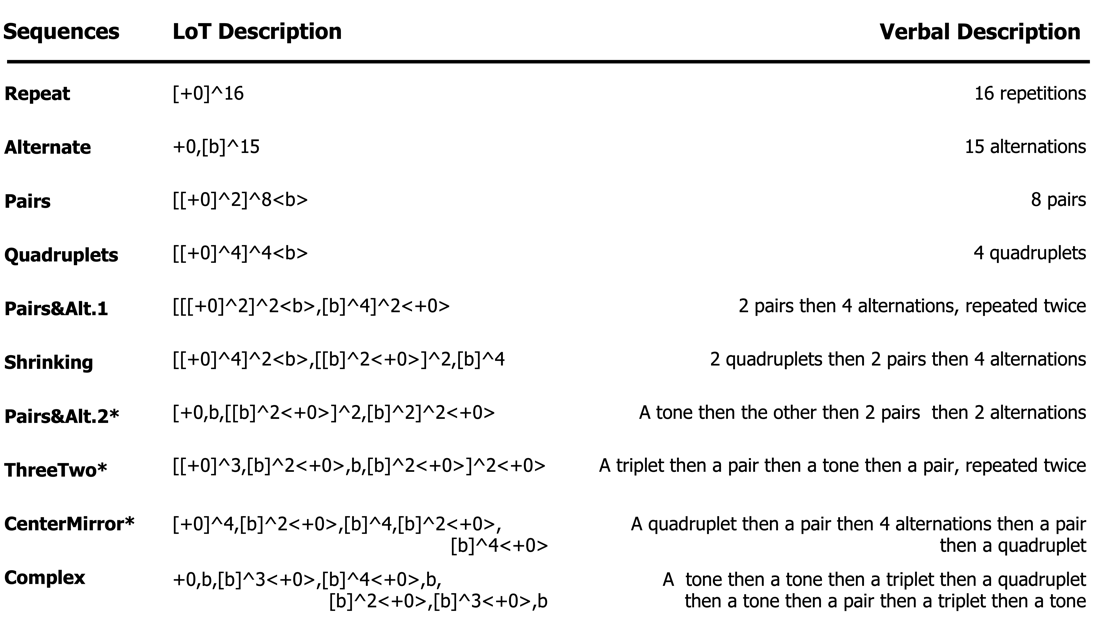 Sequences LoT Description Verbal Description
Repeat [+0]^16 16 repetitions
Alternate +0,[b]^15 15 alternations
Pairs [[+0]^2]^8<b> 8 pairs
Quadruplets [[+0]^4]^4<b> 4 quadruplets
Pairs&Alt.1 [[[+0]^2]^2<b>,[b]^4]^2<+0> 2 pairs then 4 alternations, repeated twice
Shrinking [[+0]^4]^2<b>,[[b]^2<+0>]^2,[b]^4 2 quadruplets then 2 pairs then 4 alternations
Pairs&Alt.2* [+0,b,[[b]^2<+0>]^2,[b]^2]^2<+0> A tone then the other then 2 pairs then 2 alternations
ThreeTwo* [[+0]^3,[b]^2<+0>,b,[b]^2<+0>]^2<+0> A triplet then a pair then a tone then a pair, repeated twice
CenterMirror* [+0]^4,[b]^2<+0>,[b]^4,[b]^2<+0>, A quadruplet then a pair then 4 alternations then a pair
[b]^4<+0> then a quadruplet
Complex +0,b,[b]^3<+0>,[b]^4<+0>,b, A tone then a tone then a triplet then a quadruplet
[b]^2<+0>,[b]^3<+0>,b then a tone then a pair then a triplet then a tone